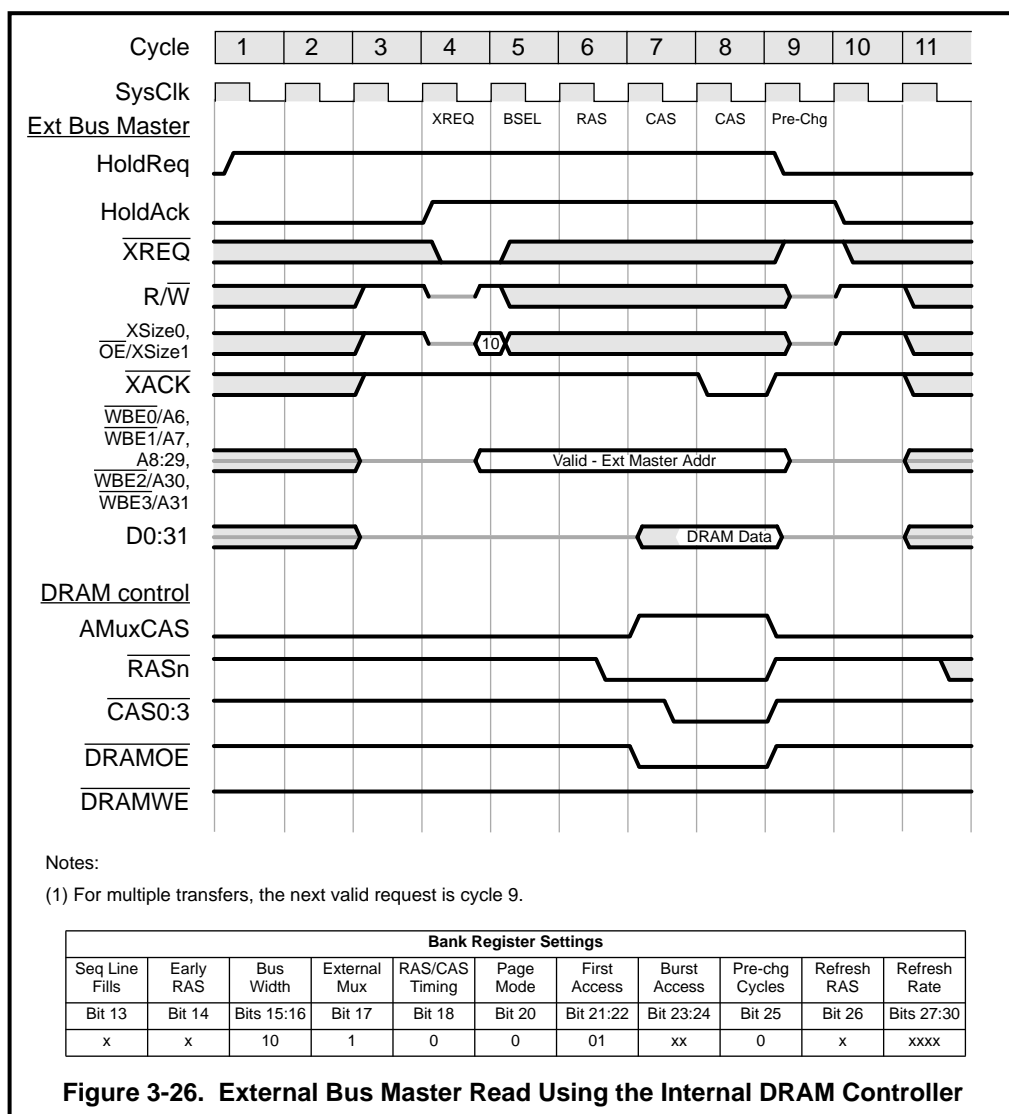 Cycle 1 2 3 4 5 6 7 8 9 10 11
SysClk
Ext Bus Master XREQ BSEL RAS CAS CAS Pre-Chg
HoldReq
HoldAck
XREQ
R/W
XSize0,
OE/XSize1 10
XACK
WBE0/A6,
WBE1/A7,
A8:29, Valid - Ext Master Addr
WBE2/A30,
WBE3/A31
D0:31 DRAM Data
DRAM control
AMuxCAS
RASn
CAS0:3
DRAMOE
DRAMWE
Notes:
(1) For multiple transfers, the next valid request is cycle 9.
Bank Register Settings
Seq Line Fills Early RAS Bus Width External Mux RAS/CAS Timing Page Mode First Access Burst Access Pre-chg Cycles Refresh RAS Refresh Rate
Bit 13 Bit 14 Bits 15:16 Bit 17 Bit 18 Bit 20 Bit 21:22 Bit 23:24 Bit 25 Bit 26 Bits 27:30
x x 10 1 0 0 01 xx 0 x xxxx
Figure 3-26. External Bus Master Read Using the Internal DRAM Controller